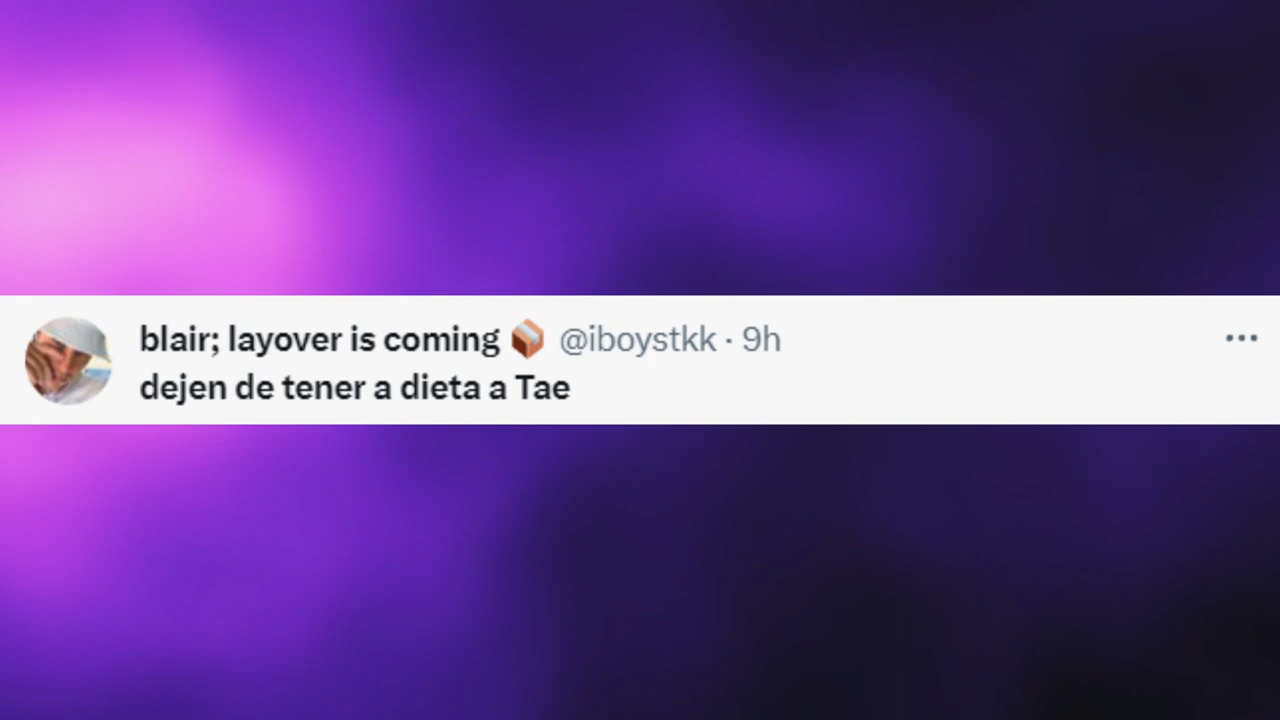 blair; layover is coming 📦 @iboystkk · 9h
dejen de tener a dieta a Tae